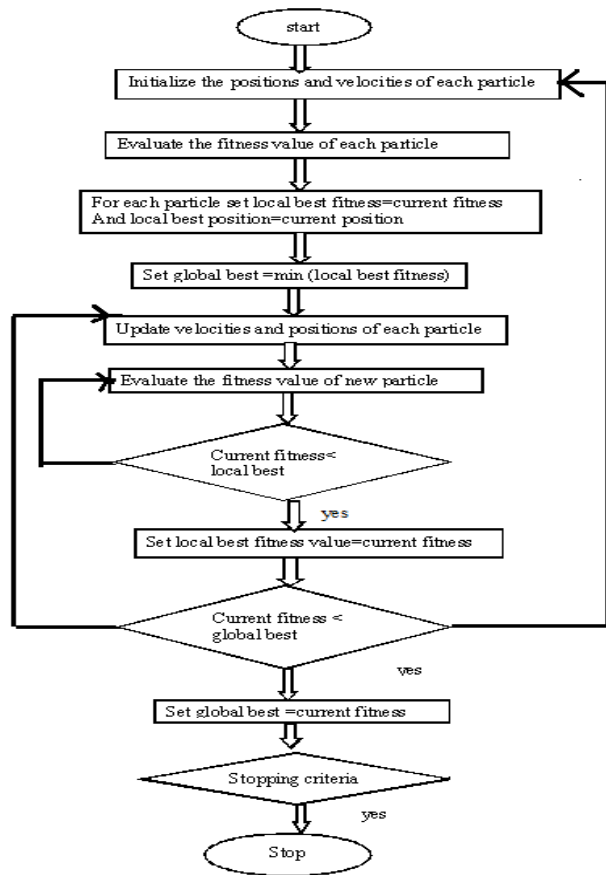 start
Initialize the positions and velocities of each particle
Evaluate the fitness value of each particle
For each particle set local best fitness=current fitness
And local best position=current position
Set global best =min (local best fitness)
Update velocities and positions of each particle
Evaluate the fitness value of new particle
Current fitness<
local best
yes
Set local best fitness value=current fitness
Current fitness <
global best
yes
Set global best =current fitness
Stopping criteria
yes
Stop